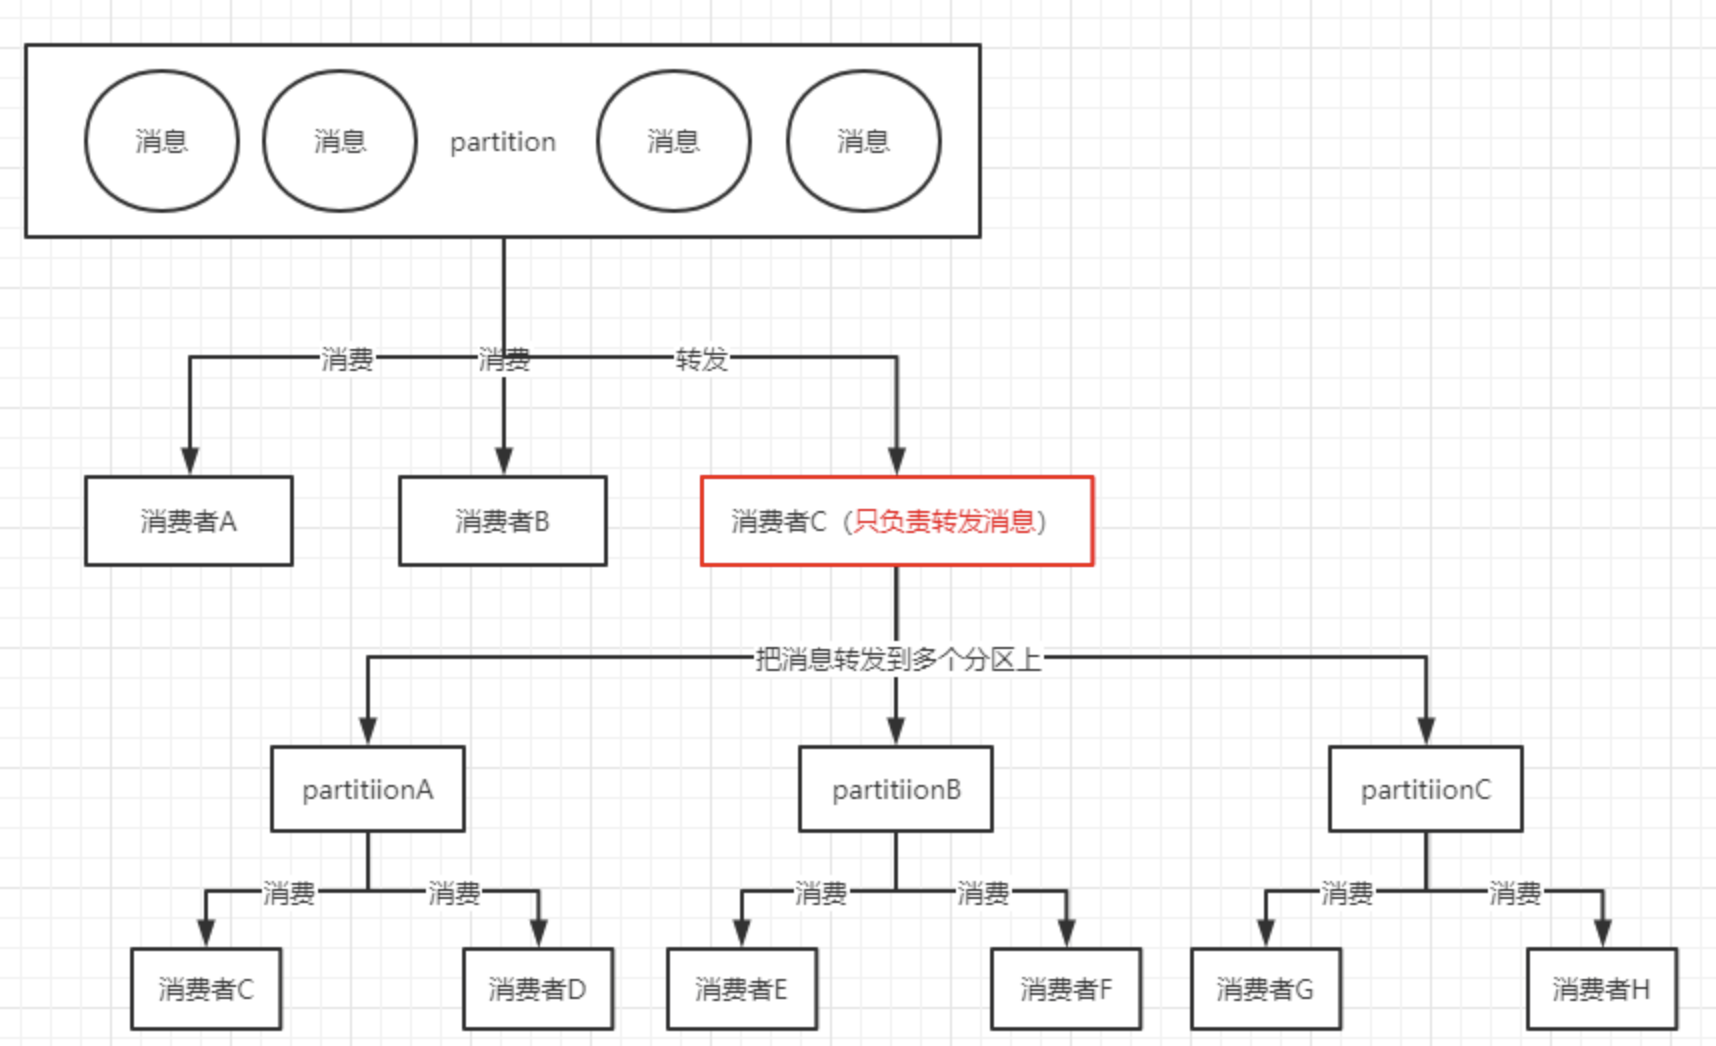 消息
消息
partition
消息
消息
消费
消费
转发
消费者A
消费者B
消费者C（只负责转发消息）
把消息转发到多个分区上
partitiionA
partitiionB
partitiionC
消费
消费
消费
消费
消费
消费
消费者C
消费者D
消费者E
消费者F
消费者G
消费者H